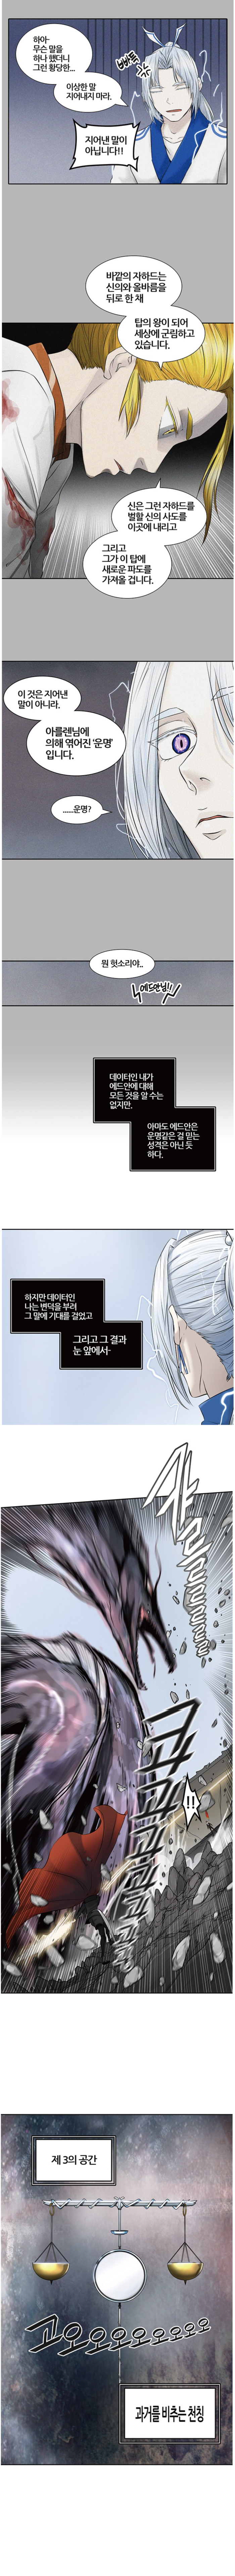 하아-
무슨 말을
하나 했더니
그런 황당한...
이상한 말
지어내지 마라.
빠빠뽁
지어낸 말이
아닙니다!!
바깥의 자하드는
신의와 올바름을
뒤로 한 채
탑의 왕이 되어
세상에 군림하고
있습니다.
신은 그런 자하드를
벌할 신의 사도를
이곳에 내리고
그리고
그가 이 탑에
새로운 파도를
가져올 겁니다.
이 것은 지어낸
말이 아니라.
아를렌님에
의해 엮어진 '운명'
입니다.
......운명?
뭔 헛소리야..
에드안님!!
데이터인 내가
에드안에 대해
모든 것을 알 수는
없지만.
아마도 에드안은
운명같은 걸 믿는
성격은 아닌 듯
하다.
하지만 데이터인
나는 변덕을 부려
그 말에 기대를 걸었고
그리고 그 결과
눈 앞에서-
!!
제 3의 공간
고오오오오오오오오
과거를 비추는 천칭